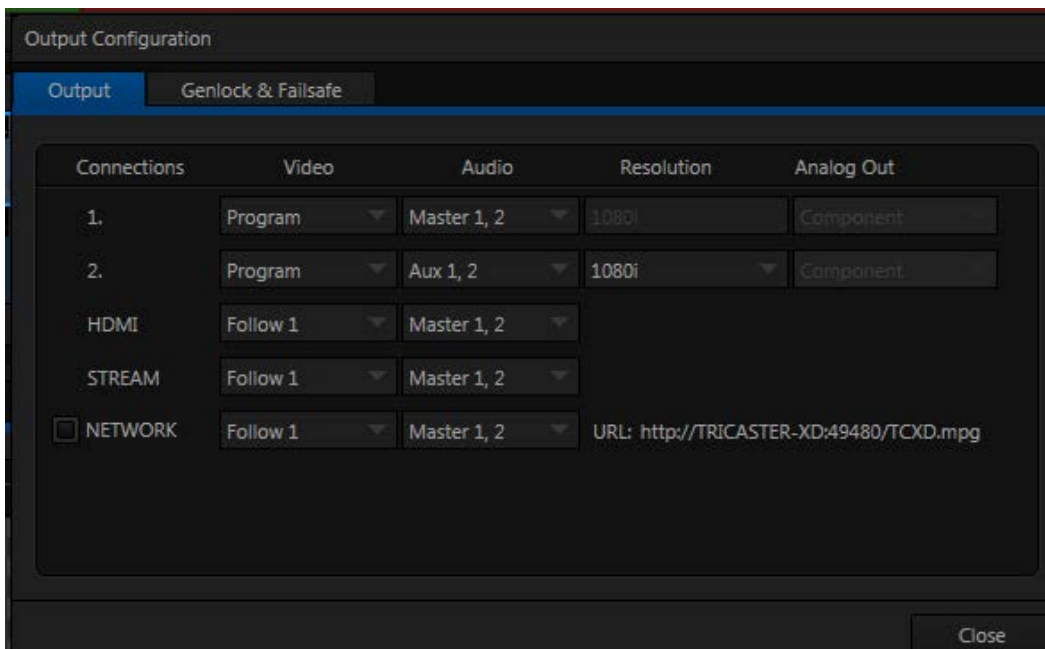 Output Configuration
Output Genlock & Failsafe
Connections Video Audio Resolution Analog Out
1. Program Master 1, 2 1080i Component
2. Program Aux 1, 2 1080i Component
HDMI Follow 1 Master 1, 2
STREAM Follow 1 Master 1, 2
NETWORK Follow 1 Master 1, 2 URL: http://TRICASTER-XD:49480/TCXD.mpg
Close